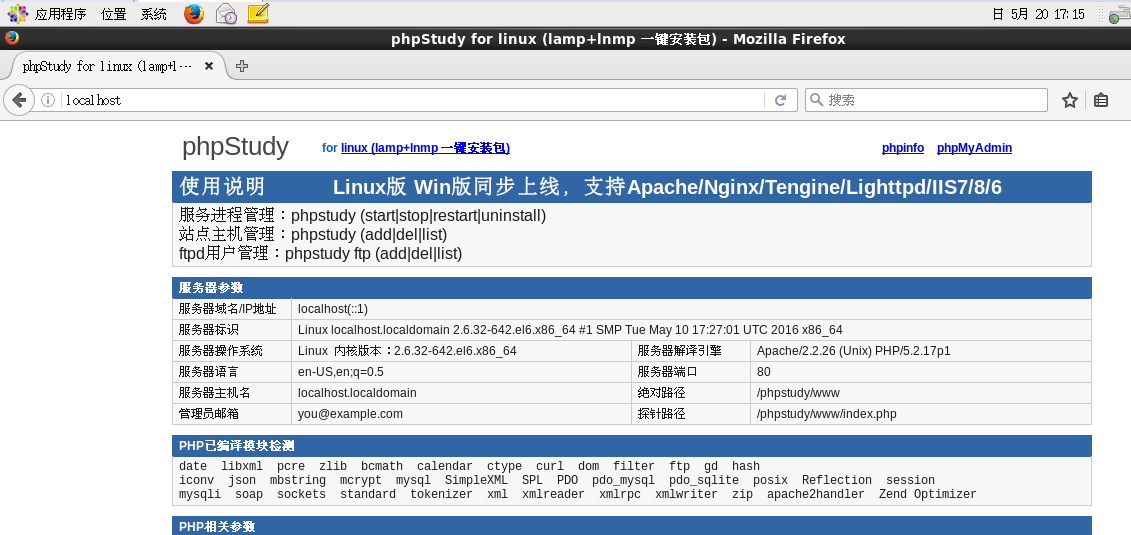 应用程序 位置 系统 日 5月 20 17:15
phpStudy for linux (lamp+lnmp 一键安装包) - Mozilla Firefox
phpStudy for linux (lamp+l···
localhost 搜索
phpStudy for linux (lamp+lnmp 一键安装包) phpinfo phpMyAdmin
使用说明 Linux版 Win版同步上线，支持Apache/Nginx/Tengine/Lighttpd/IIS7/8/6
服务进程管理：phpstudy (start|stop|restart|uninstall)
站点主机管理：phpstudy (add|del|list)
ftpd用户管理：phpstudy ftp (add|del|list)
服务器参数
服务器域名/IP地址 localhost(::1)
服务器标识 Linux localhost.localdomain 2.6.32-642.el6.x86_64 #1 SMP Tue May 10 17:27:01 UTC 2016 x86_64
服务器操作系统 Linux 内核版本：2.6.32-642.el6.x86_64 服务器解译引擎 Apache/2.2.26 (Unix) PHP/5.2.17p1
服务器语言 en-US,en;q=0.5 服务器端口 80
服务器主机名 localhost.localdomain 绝对路径 /phpstudy/www
管理员邮箱 you@example.com 探针路径 /phpstudy/www/index.php
PHP已编译模块检测
date libxml pcre zlib bcmath calendar ctype curl dom filter ftp gd hash
iconv json mbstring mcrypt mysql SimpleXML SPL PDO pdo_mysql pdo_sqlite posix Reflection session
mysqli soap sockets standard tokenizer xml xmlreader xmlrpc xmlwriter zip apache2handler Zend Optimizer
PHP相关参数